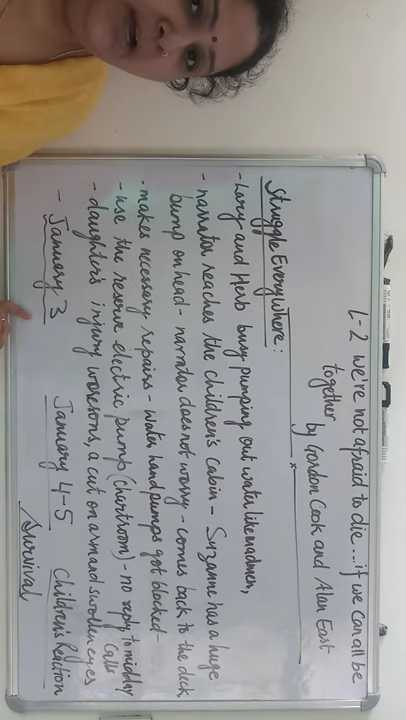 L-2 We're not afraid to die... if we can all be
together by Gordon Cook and Alan East
Struggle Everywhere:
- Larry and Herb busy pumping out water like madmen,
- narrator reaches the children's cabin - Suzanne has a huge
bump on head - narrator does not worry - comes back to the deck
- makes necessary repairs - water hand pumps got blocked -
- use the reserve electric pump (chartroom) - no reply to midday
calls
- daughter's injury worsens, a cut on arm and swollen eyes
- January 3 January 4-5 Children's Reaction
Survival